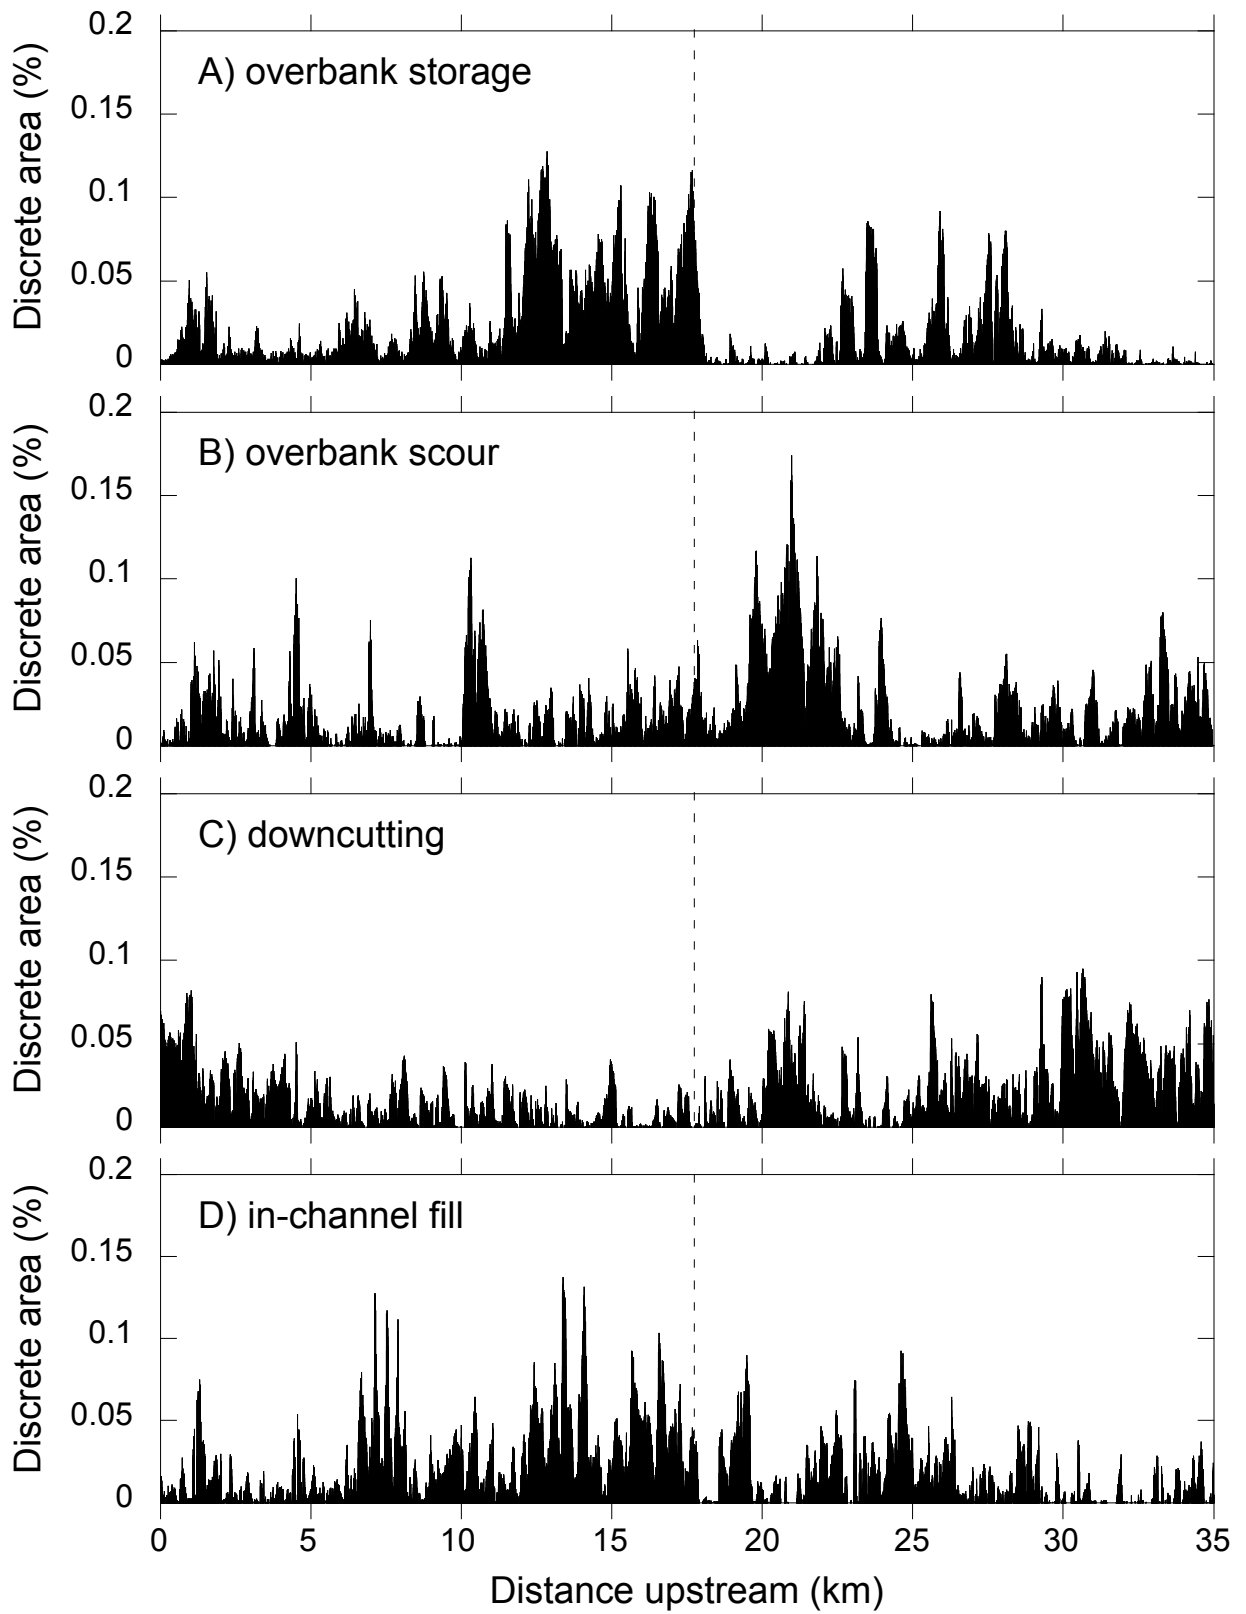 A) overbank storage
Discrete area (%)
0.2
0.15
0.1
0.05
0
B) overbank scour
Discrete area (%)
0.2
0.15
0.1
0.05
0
C) downcutting
Discrete area (%)
0.2
0.15
0.1
0.05
0
D) in-channel fill
Discrete area (%)
0.2
0.15
0.1
0.05
0
0 5 10 15 20 25 30 35
Distance upstream (km)